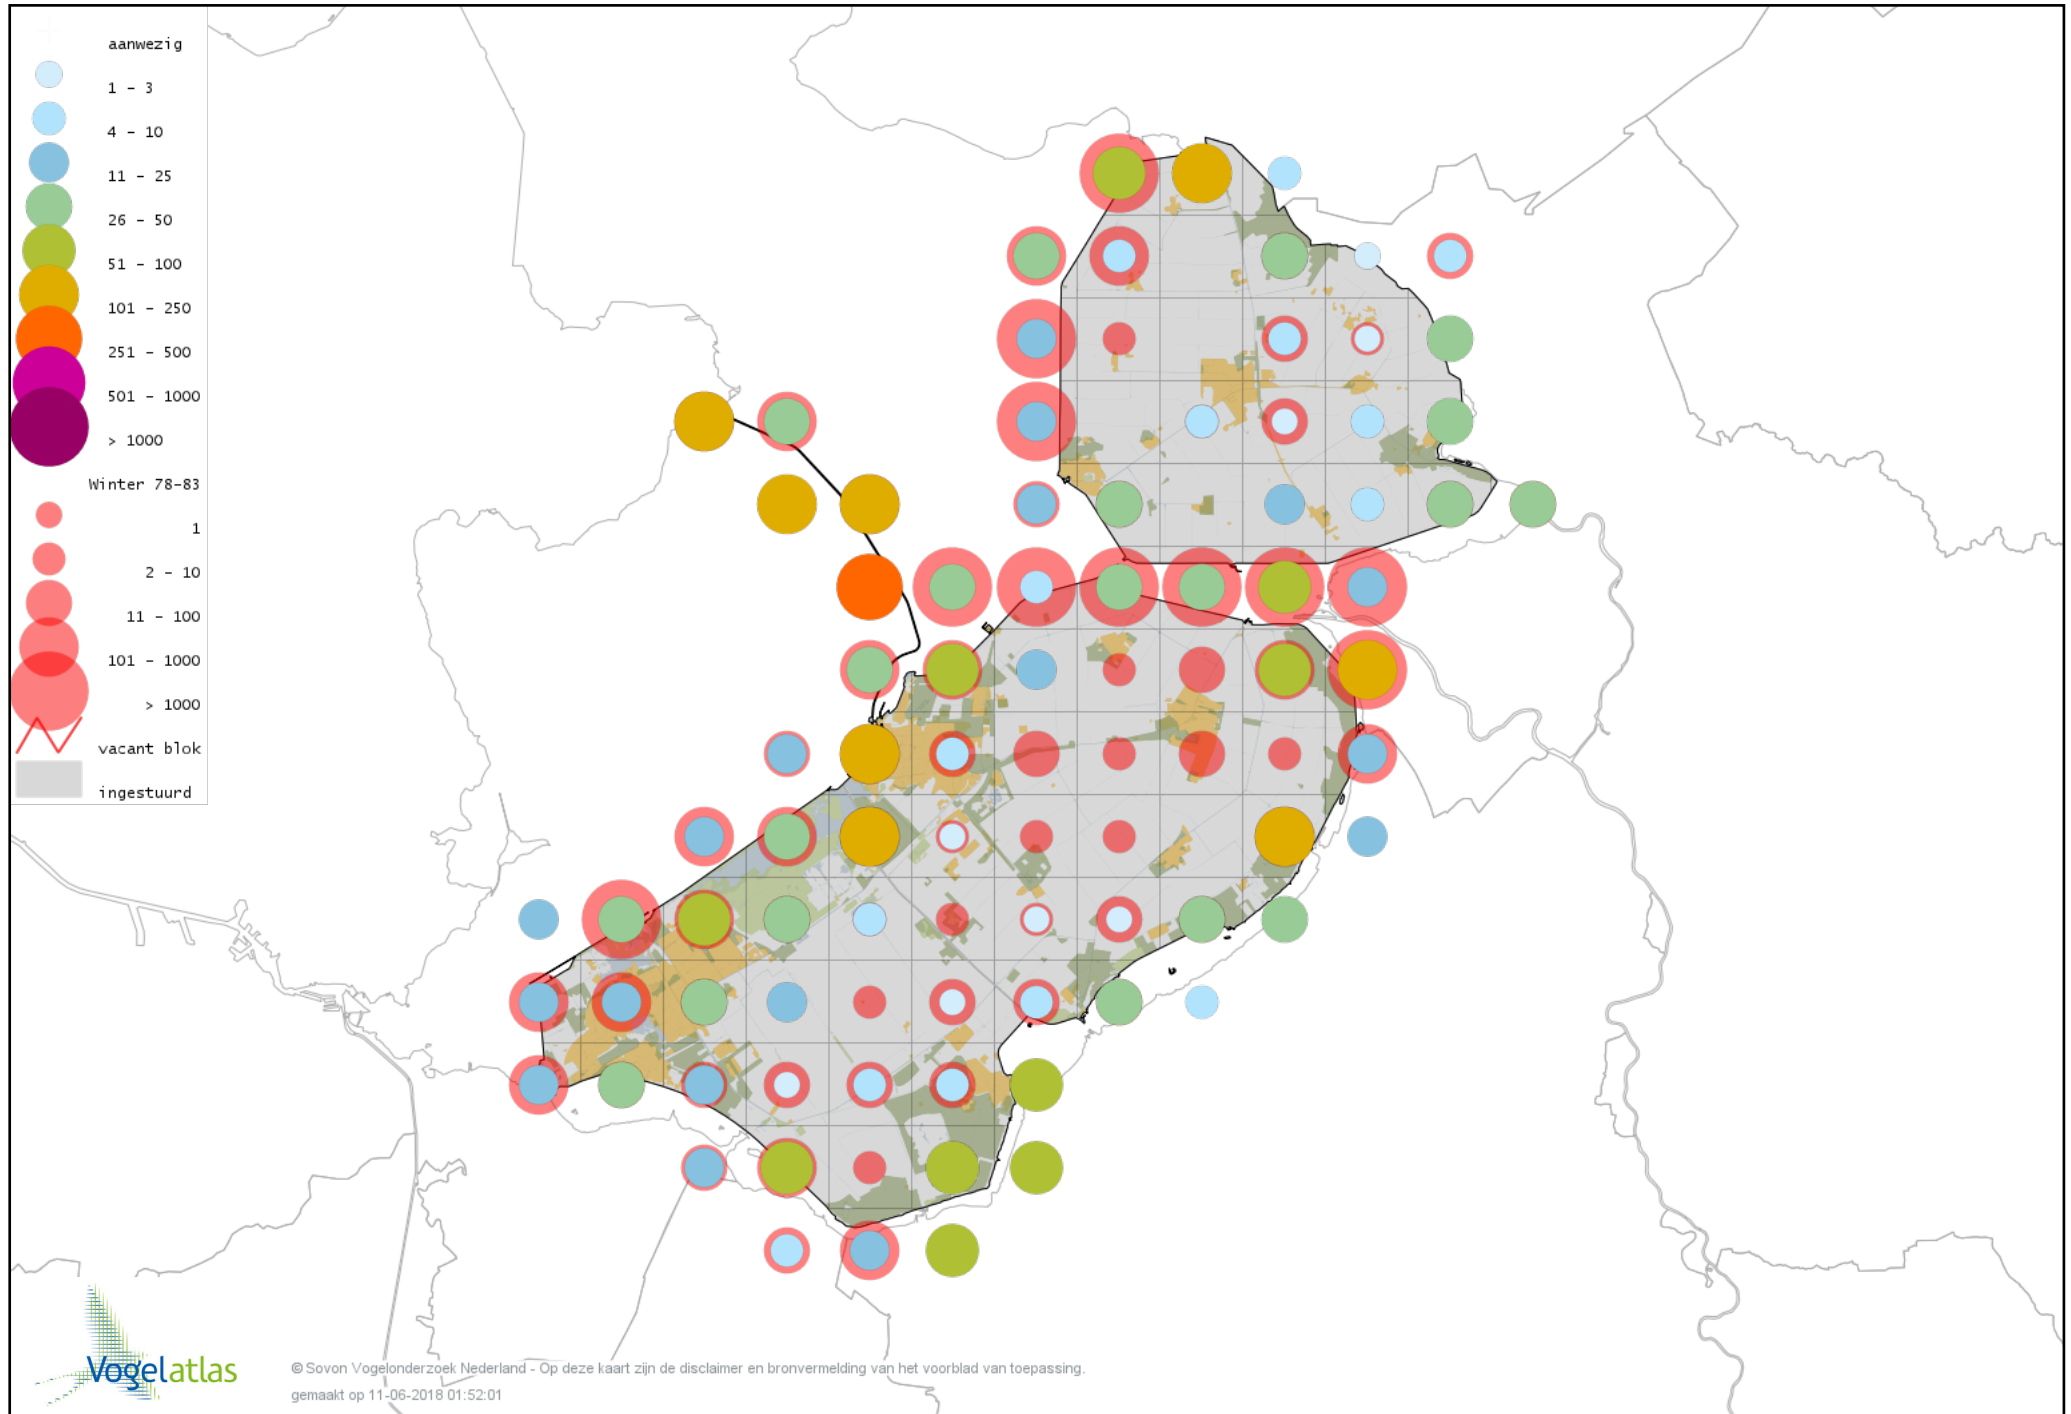 aanwezig
1 - 3
4 - 10
11 - 25
26 - 50
51 - 100
101 - 250
251 - 500
501 - 1000
> 1000
Winter 78-83
1
2 - 10
11 - 100
101 - 1000
> 1000
vacant blok
ingestuurd
Vogelatlas
© Sovon Vogelonderzoek Nederland - Op deze kaart zijn de disclaimer en bronvermelding van het voorblad van toepassing.
gemaakt op 11-06-2018 01:52:01